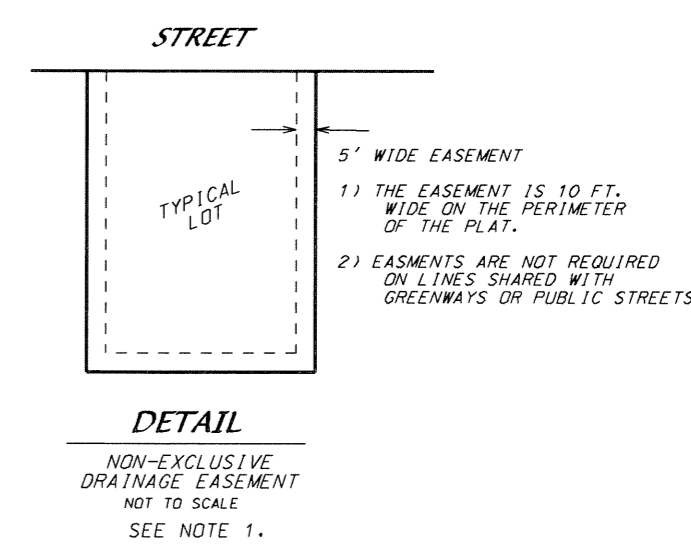 STREET
5' WIDE EASEMENT
1) THE EASEMENT IS 10 FT.
WIDE ON THE PERIMETER
OF THE PLAT.
TYPICAL
LOT
2) EASMENTS ARE NOT REQUIRED
ON LINES SHARED WITH
GREENWAYS OR PUBLIC STREETS
DETAIL
NON-EXCLUSIVE
DRAINAGE EASEMENT
NOT TO SCALE
SEE NOTE 1.